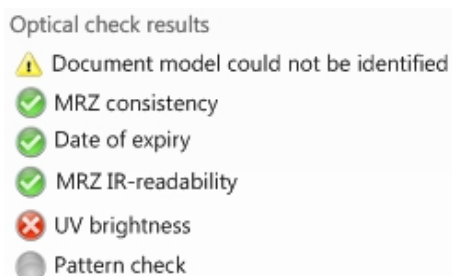 Optical check results
Document model could not be identified
MRZ consistency
Date of expiry
MRZ IR-readability
UV brightness
Pattern check